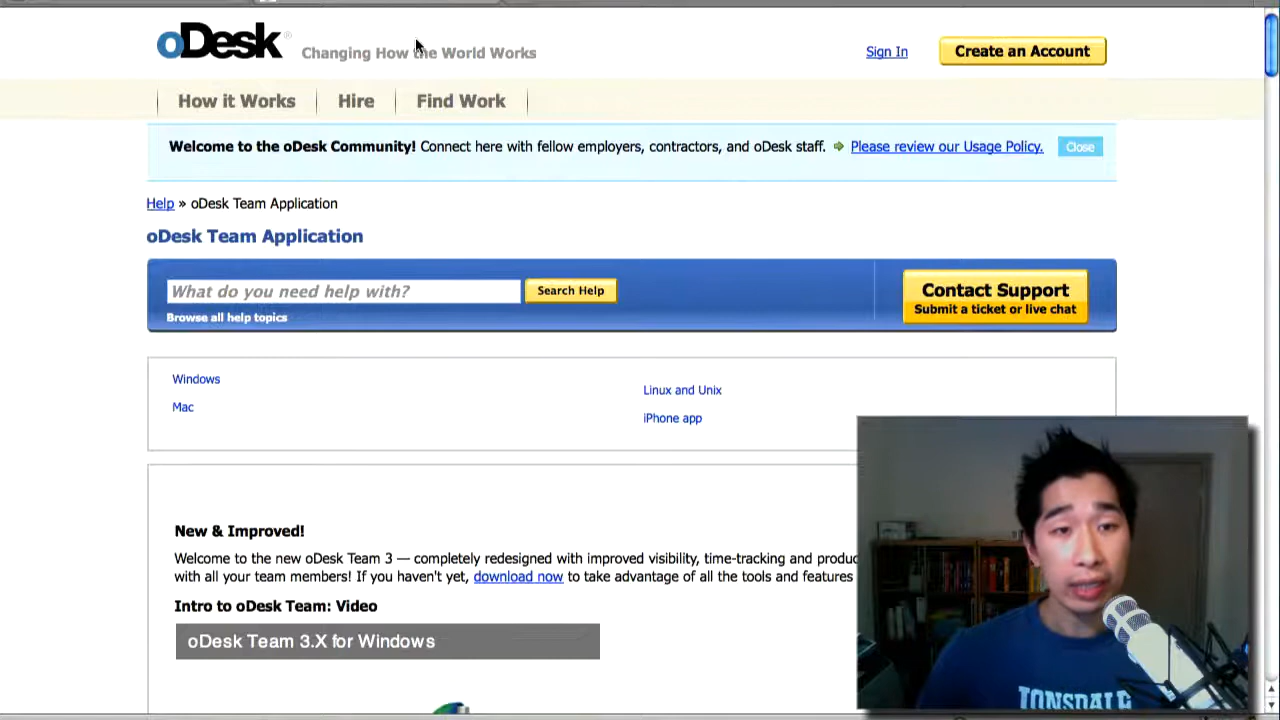 oDesk® Changing How the World Works
Sign In
Create an Account
How it Works
Hire
Find Work
Welcome to the oDesk Community! Connect here with fellow employers, contractors, and oDesk staff. Please review our Usage Policy. Close
Help » oDesk Team Application
oDesk Team Application
What do you need help with?
Search Help
Browse all help topics
Contact Support
Submit a ticket or live chat
Windows
Mac
Linux and Unix
iPhone app
New & Improved!
Welcome to the new oDesk Team 3 — completely redesigned with improved visibility, time-tracking and
with all your team members! If you haven't yet, download now to take advantage of all the tools and features
Intro to oDesk Team: Video
oDesk Team 3.X for Windows
LONSDALE